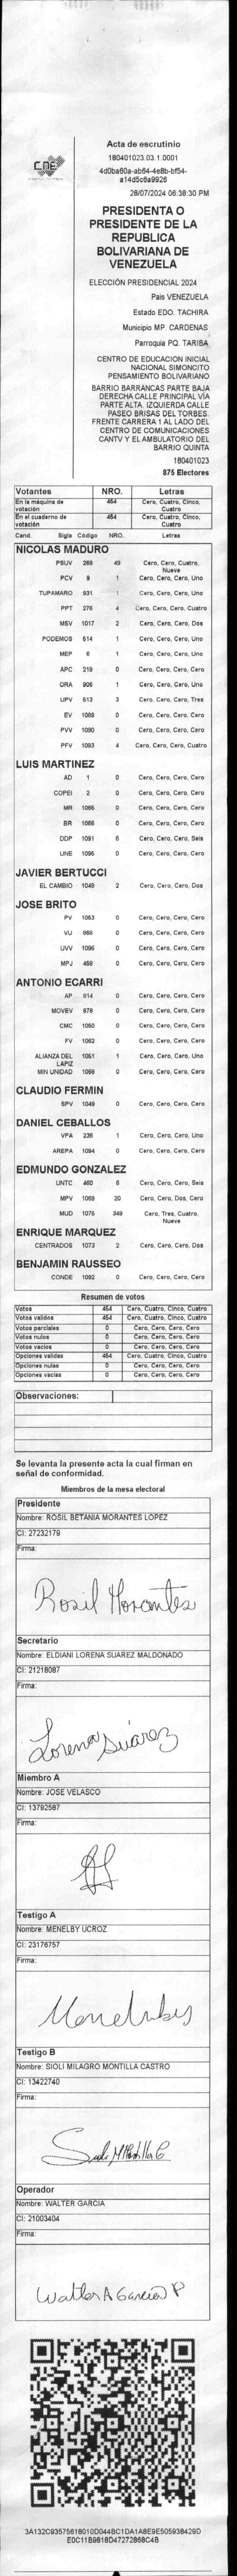 CNE
Acta de escrutinio
180401023.03.1.0001
4d0ba60a-ab64-4e8b-bf54-
a14d5c6a9926
28/07/2024 06:38:30 PM
PRESIDENTA O
PRESIDENTE DE LA
REPUBLICA
BOLIVARIANA DE
VENEZUELA
ELECCIÓN PRESIDENCIAL 2024
Pais VENEZUELA
Estado EDO. TACHIRA
Municipio MP. CARDENAS
Parroquia PQ. TARIBA
CENTRO DE EDUCACION INICIAL
NACIONAL SIMONCITO
PENSAMIENTO BOLIVARIANO
BARRIO BARRANCAS PARTE BAJA
DERECHA CALLE PRINCIPAL VÍA
PARTE ALTA. IZQUIERDA CALLE
PASEO BRISAS DEL TORBES.
FRENTE CARRERA 1 AL LADO DEL
CENTRO DE COMUNICACIONES
CANTV Y EL AMBULATORIO DEL
BARRIO QUINTA
180401023
875 Electores
Votantes NRO. Letras
En la máquina de votación 454 Cero, Cuatro, Cinco, Cuatro
En el cuaderno de votación 454 Cero, Cuatro, Cinco, Cuatro
Cand. Sigla Código NRO. Letras
NICOLAS MADURO
PSUV 269 49 Cero, Cero, Cuatro, Nueve
PCV 9 1 Cero, Cero, Cero, Uno
TUPAMARO 931 1 Cero, Cero, Cero, Uno
PPT 276 4 Cero, Cero, Cero, Cuatro
MSV 1017 2 Cero, Cero, Cero, Dos
PODEMOS 514 1 Cero, Cero, Cero, Uno
MEP 6 1 Cero, Cero, Cero, Uno
APC 219 0 Cero, Cero, Cero, Cero
ORA 906 1 Cero, Cero, Cero, Uno
UPV 513 3 Cero, Cero, Cero, Tres
EV 1089 0 Cero, Cero, Cero, Cero
PVV 1090 0 Cero, Cero, Cero, Cero
PFV 1093 4 Cero, Cero, Cero, Cuatro
LUIS MARTINEZ
AD 1 0 Cero, Cero, Cero, Cero
COPEI 2 0 Cero, Cero, Cero, Cero
MR 1065 0 Cero, Cero, Cero, Cero
BR 1066 0 Cero, Cero, Cero, Cero
DDP 1091 6 Cero, Cero, Cero, Seis
UNE 1095 0 Cero, Cero, Cero, Cero
JAVIER BERTUCCI
EL CAMBIO 1048 2 Cero, Cero, Cero, Dos
JOSE BRITO
PV 1053 0 Cero, Cero, Cero, Cero
VU 868 0 Cero, Cero, Cero, Cero
UVV 1096 0 Cero, Cero, Cero, Cero
MPJ 458 0 Cero, Cero, Cero, Cero
ANTONIO ECARRI
AP 814 0 Cero, Cero, Cero, Cero
MOVEV 878 0 Cero, Cero, Cero, Cero
CMC 1050 0 Cero, Cero, Cero, Cero
FV 1062 0 Cero, Cero, Cero, Cero
ALIANZA DEL LAPIZ 1051 1 Cero, Cero, Cero, Uno
MIN UNIDAD 1068 0 Cero, Cero, Cero, Cero
CLAUDIO FERMIN
SPV 1049 0 Cero, Cero, Cero, Cero
DANIEL CEBALLOS
VPA 236 1 Cero, Cero, Cero, Uno
AREPA 1094 0 Cero, Cero, Cero, Cero
EDMUNDO GONZALEZ
UNTC 460 6 Cero, Cero, Cero, Seis
MPV 1069 20 Cero, Cero, Dos, Cero
MUD 1075 349 Cero, Tres, Cuatro, Nueve
ENRIQUE MARQUEZ
CENTRADOS 1073 2 Cero, Cero, Cero, Dos
BENJAMIN RAUSSEO
CONDE 1092 0 Cero, Cero, Cero, Cero
Resumen de votos
Votos 454 Cero, Cuatro, Cinco, Cuatro
Votos validos 454 Cero, Cuatro, Cinco, Cuatro
Votos parciales 0 Cero, Cero, Cero, Cero
Votos nulos 0 Cero, Cero, Cero, Cero
Votos vacios 0 Cero, Cero, Cero, Cero
Opciones validas 454 Cero, Cuatro, Cinco, Cuatro
Opciones nulas 0 Cero, Cero, Cero, Cero
Opciones vacias 0 Cero, Cero, Cero, Cero
Observaciones:
Se levanta la presente acta la cual firman en
señal de conformidad.
Miembros de la mesa electoral
Presidente
Nombre: ROSIL BETANIA MORANTES LOPEZ
CI: 27232179
Firma:
Rosil Morantes
Secretario
Nombre: ELDIANI LORENA SUAREZ MALDONADO
CI: 21218087
Firma:
Lorena Suárez
Miembro A
Nombre: JOSE VELASCO
CI: 13792587
Firma:
Testigo A
Nombre: MENELBY UCROZ
CI: 23176757
Firma:
Testigo B
Nombre: SIOLI MILAGRO MONTILLA CASTRO
CI: 13422740
Firma:
Operador
Nombre: WALTER GARCIA
CI: 21003404
Firma:
Walter A Garcia P
3A132C93575618010D044BC1DA1A8E9E505938429D
E0C11B9818D47272868C4B